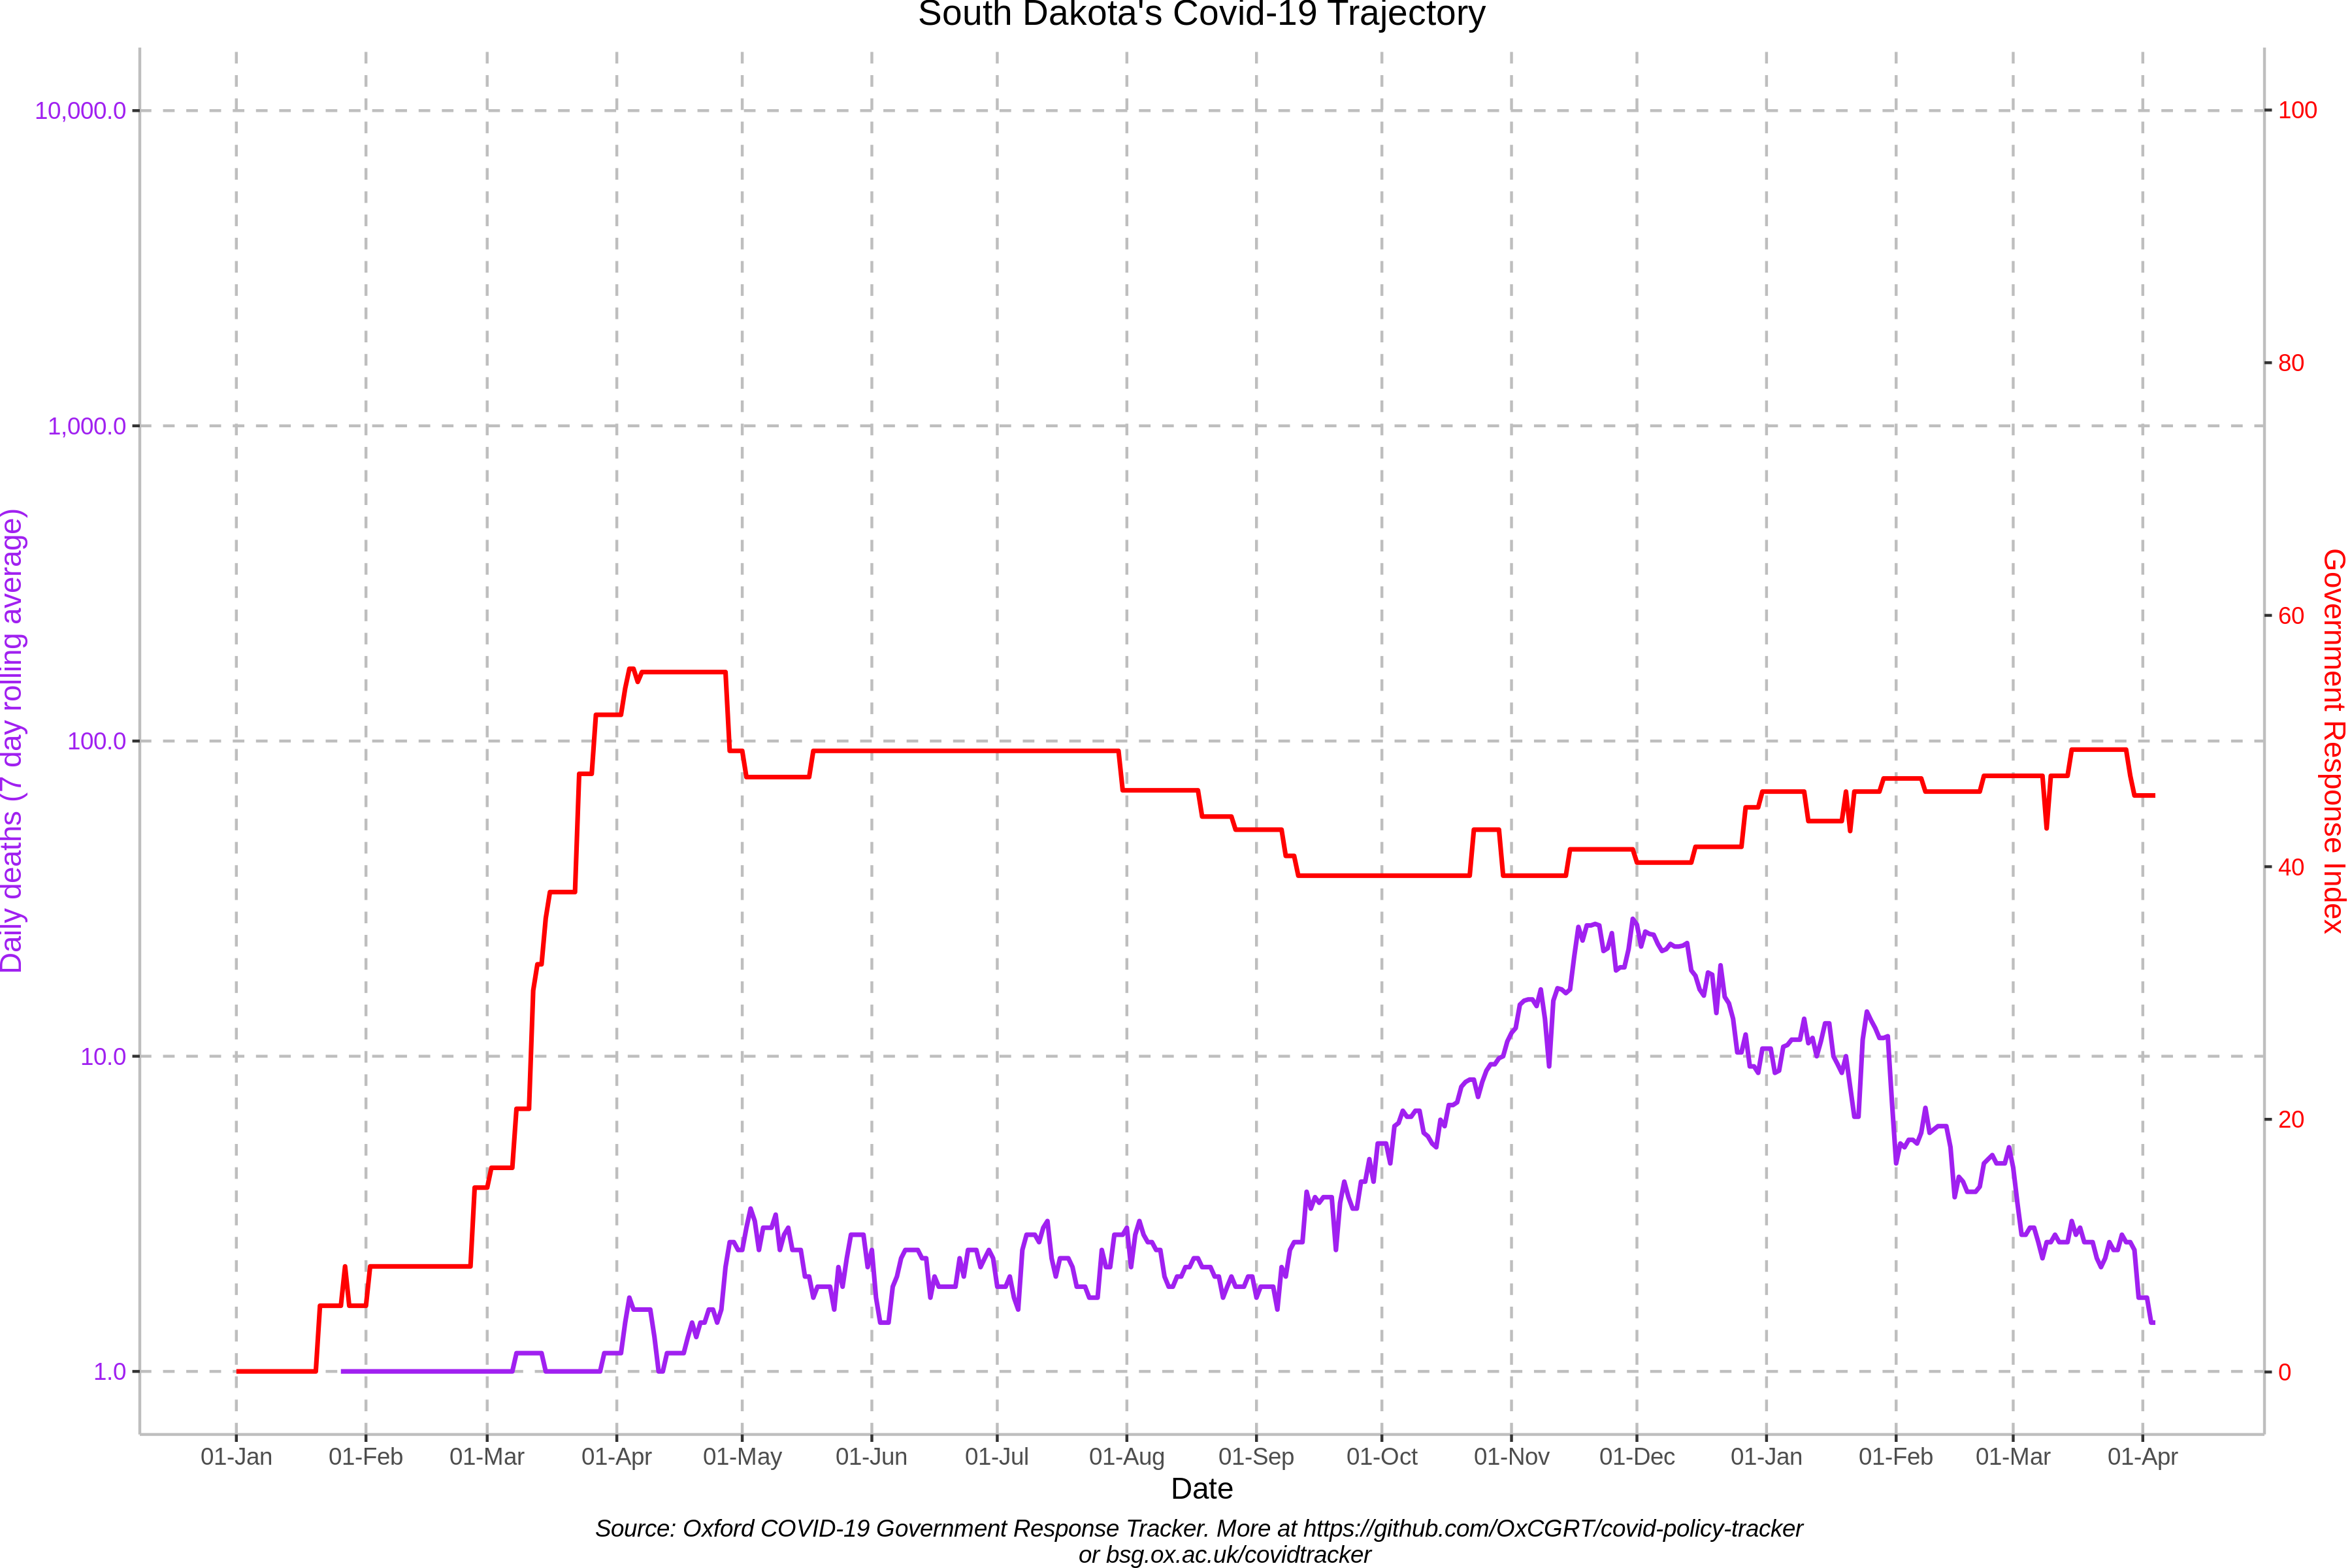 South Dakota's Covid-19 Trajectory
10,000.0
1,000.0
100.0
10.0
1.0
Daily deaths (7 day rolling average)
100
80
60
40
20
0
Government Response Index
01-Jan 01-Feb 01-Mar 01-Apr 01-May 01-Jun 01-Jul 01-Aug 01-Sep 01-Oct 01-Nov 01-Dec 01-Jan 01-Feb 01-Mar 01-Apr
Date
Source: Oxford COVID-19 Government Response Tracker. More at https://github.com/OxCGRT/covid-policy-tracker
or bsg.ox.ac.uk/covidtracker